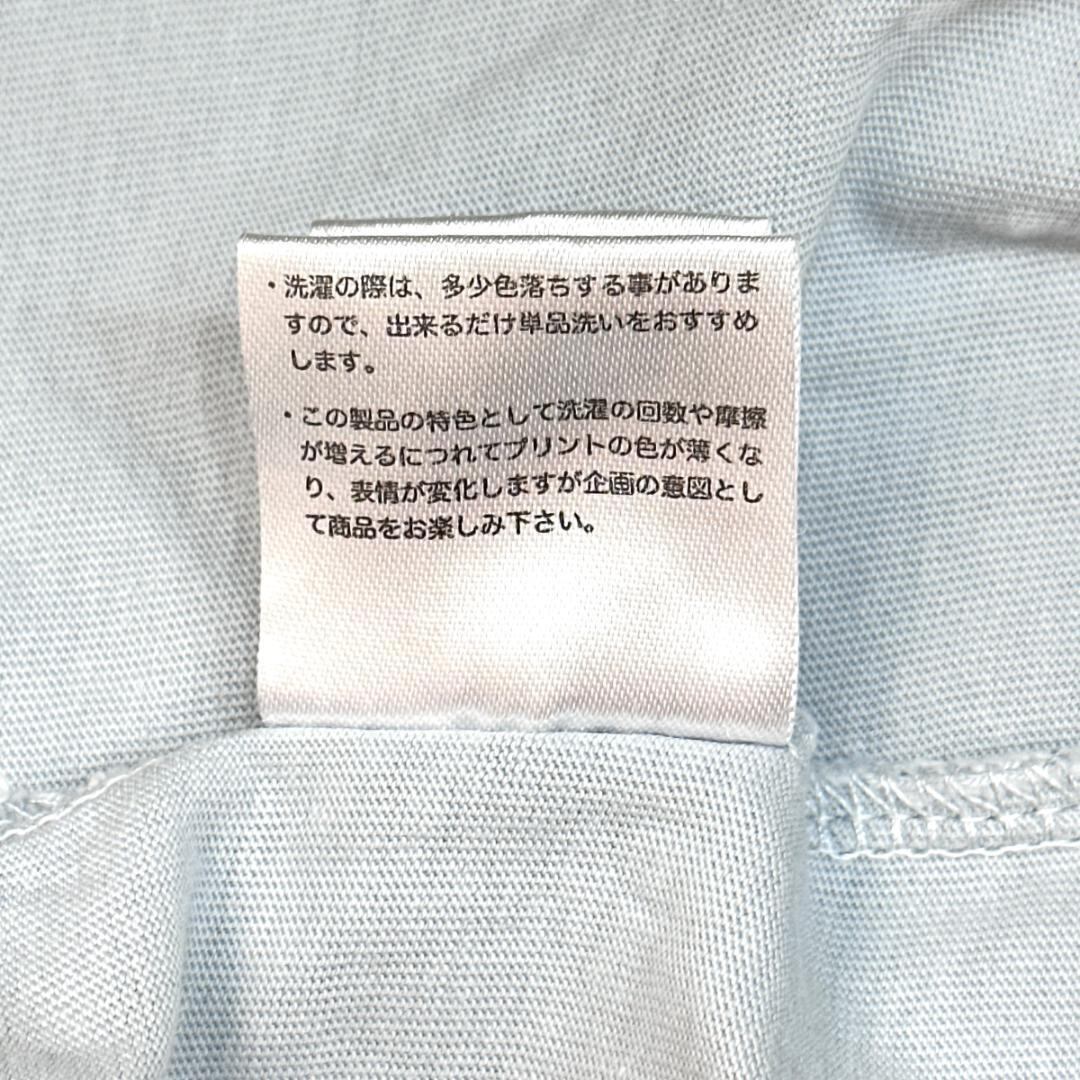 ・洗濯の際は、多少色落ちする事がありま
すので、出来るだけ単品洗いをおすすめ
します。
・この製品の特色として洗濯の回数や摩擦
が増えるにつれてプリントの色が薄くな
り、表情が変化しますが企画の意図とし
て商品をお楽しみ下さい。